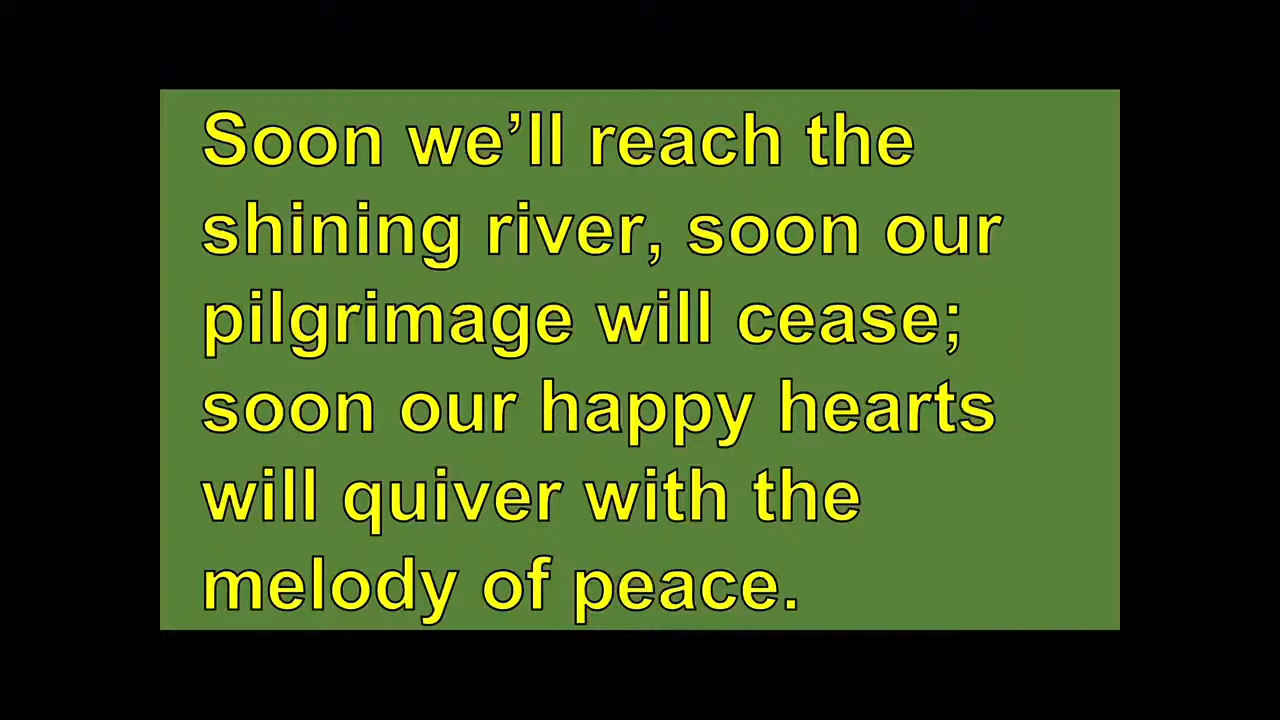 Soon we’ll reach the
shining river, soon our
pilgrimage will cease;
soon our happy hearts
will quiver with the
melody of peace.